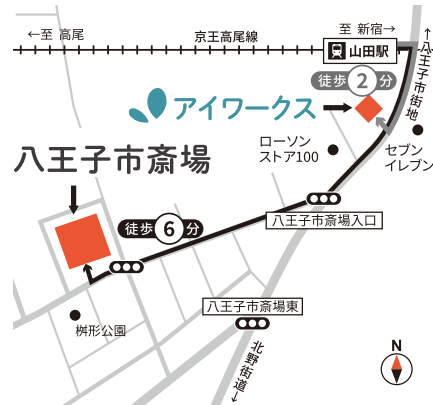 ←至 高尾
京王高尾線
至 新宿→
山田駅
←八王子市街地
徒歩2分
アイワークス
ローソン
ストア100
セブン
イレブン
八王子市斎場
徒歩6分
八王子市斎場入口
八王子市斎場東
桝形公園
北野街道→
N